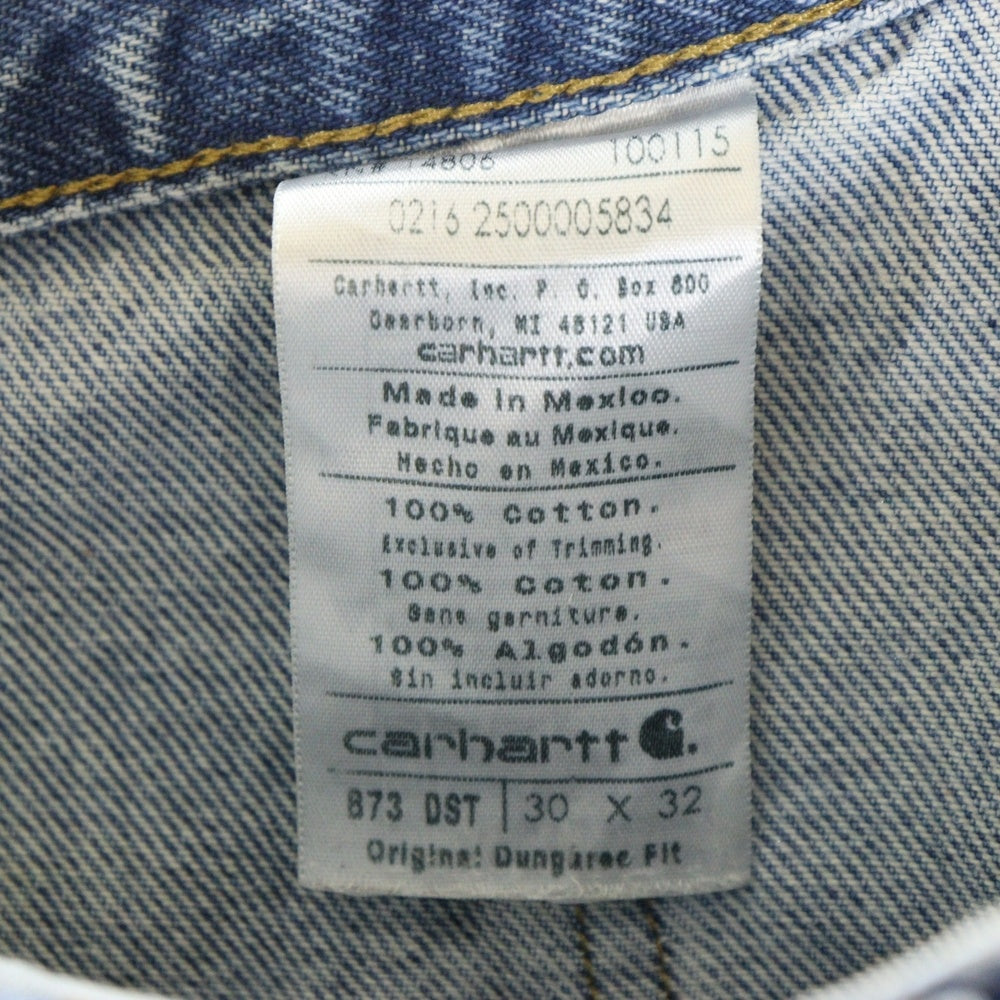 14806 100115
0216 2500005834
Carhartt, Inc. P. O. Box 600
Dearborn, MI 48121 USA
carhartt.com
Made in Mexico.
Fabrique au Mexique.
Hecho en Mexico.
100% Cotton.
Exclusive of Trimming.
100% Coton.
Sans garniture.
100% Algodón.
Sin incluir adorno.
carhartt
B73 DST 30 X 32
Original Dungaree Fit